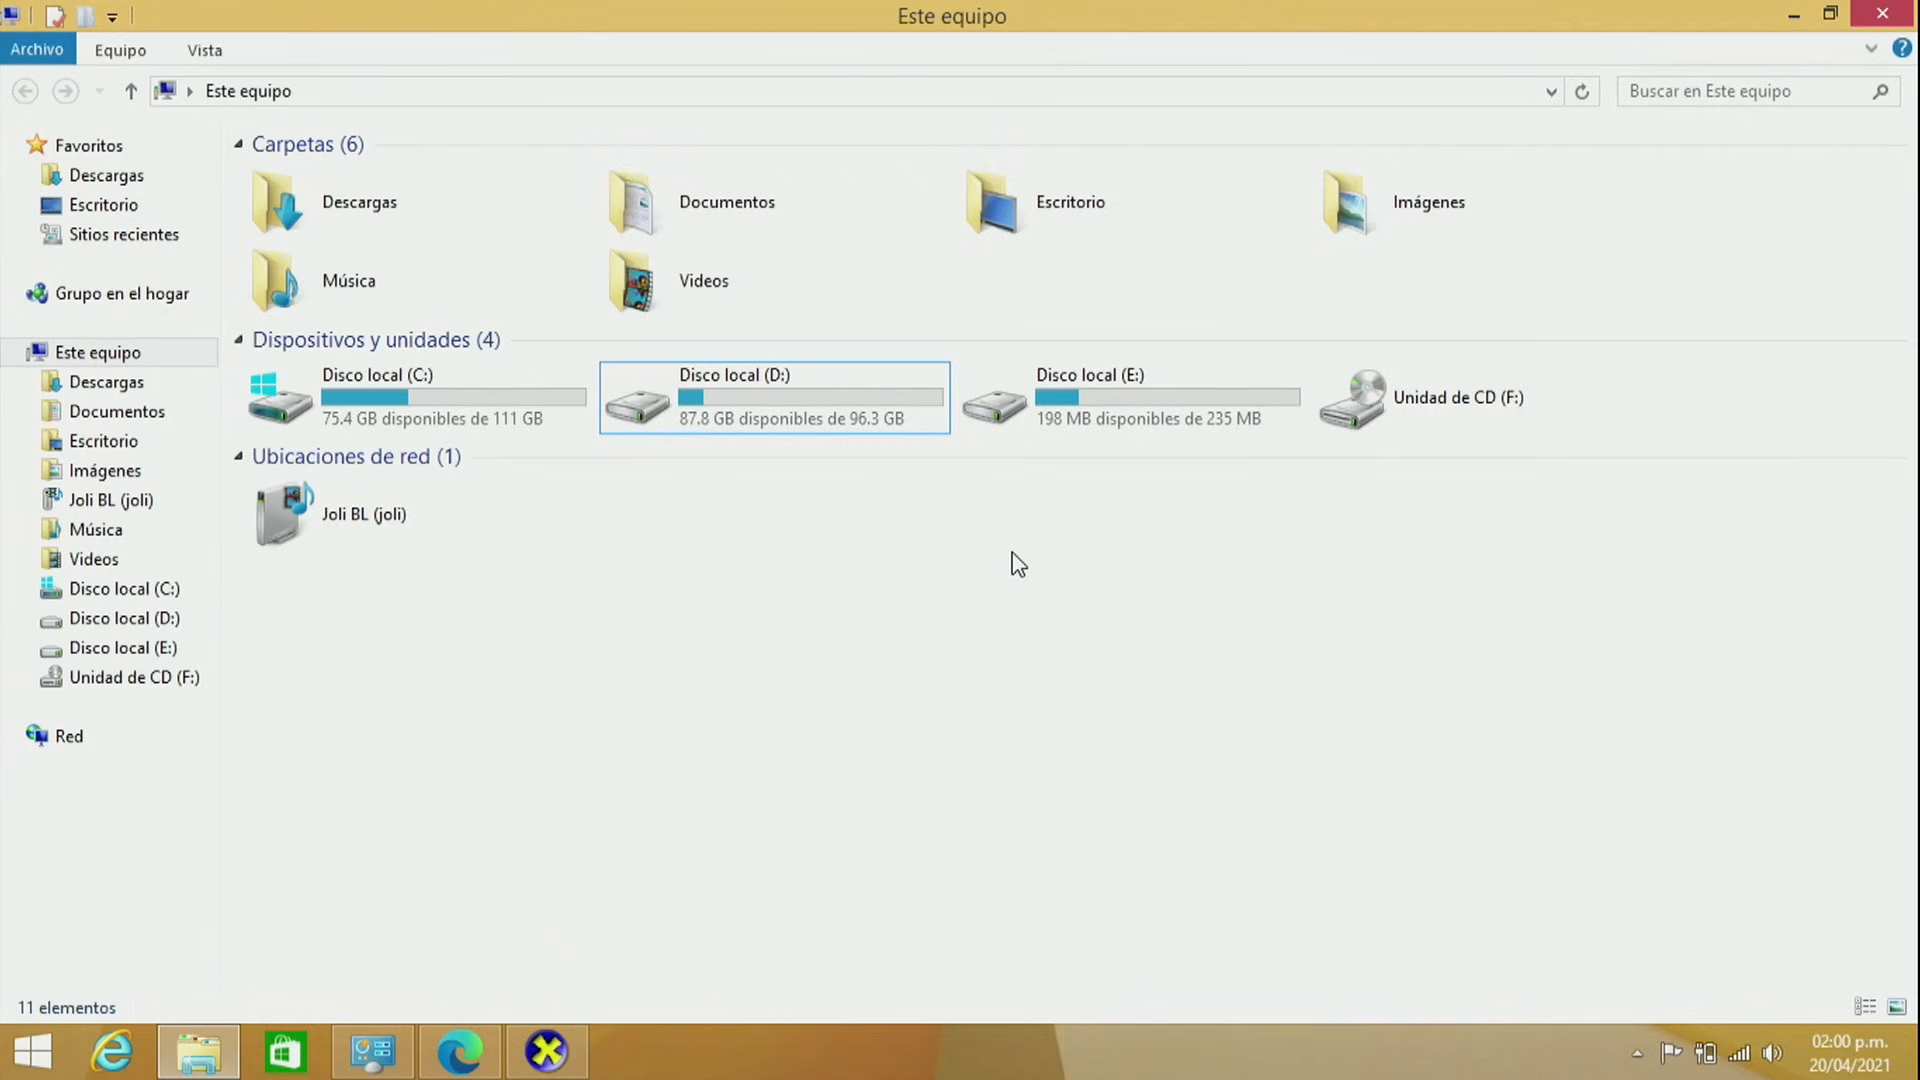 Este equipo
Archivo
Equipo
Vista
Este equipo
Buscar en Este equipo
Favoritos
Descargas
Escritorio
Sitios recientes
Grupo en el hogar
Este equipo
Descargas
Documentos
Escritorio
Imágenes
Joli BL (joli)
Música
Videos
Disco local (C:)
Disco local (D:)
Disco local (E:)
Unidad de CD (F:)
Red
Carpetas (6)
Descargas
Documentos
Escritorio
Imágenes
Música
Videos
Dispositivos y unidades (4)
Disco local (C:)
75.4 GB disponibles de 111 GB
Disco local (D:)
87.8 GB disponibles de 96.3 GB
Disco local (E:)
198 MB disponibles de 235 MB
Unidad de CD (F:)
Ubicaciones de red (1)
Joli BL (joli)
11 elementos
02:00 p.m.
20/04/2021